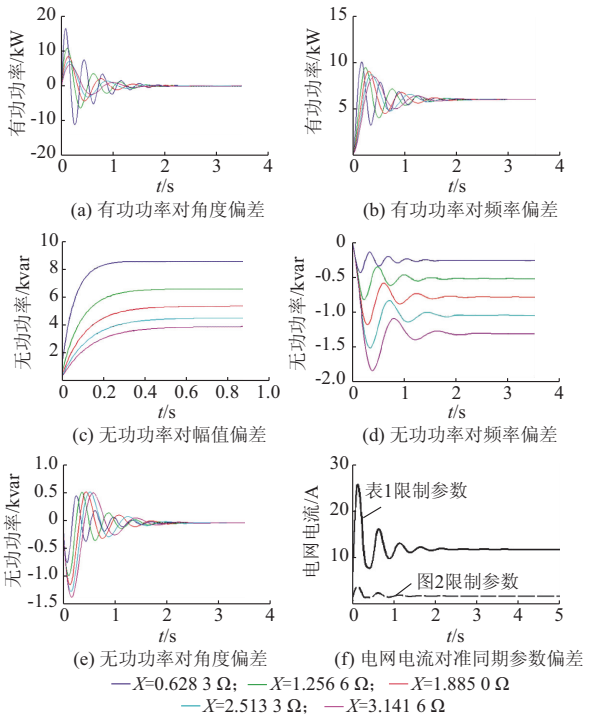 有功功率/kW
20
10
0
-10
-20
0 1 2 3 4
t/s
(a) 有功功率对角度偏差
有功功率/kW
15
10
5
0 1 2 3 4
t/s
(b) 有功功率对频率偏差
无功功率/kvar
10
8
6
4
2
0 0.2 0.4 0.6 0.8 1.0
t/s
(c) 无功功率对幅值偏差
无功功率/kvar
0
-0.5
-1.0
-1.5
-2.0
0 1 2 3 4
t/s
(d) 无功功率对频率偏差
无功功率/kvar
1.0
0.5
0
-0.5
-1.0
-1.5
0 1 2 3 4
t/s
(e) 无功功率对角度偏差
电网电流/A
30
20
10
表1限制参数
图2限制参数
0 1 2 3 4 5
t/s
(f) 电网电流对准同期参数偏差
X=0.628 3 Ω; X=1.256 6 Ω; X=1.885 0 Ω
X=2.513 3 Ω; X=3.141 6 Ω